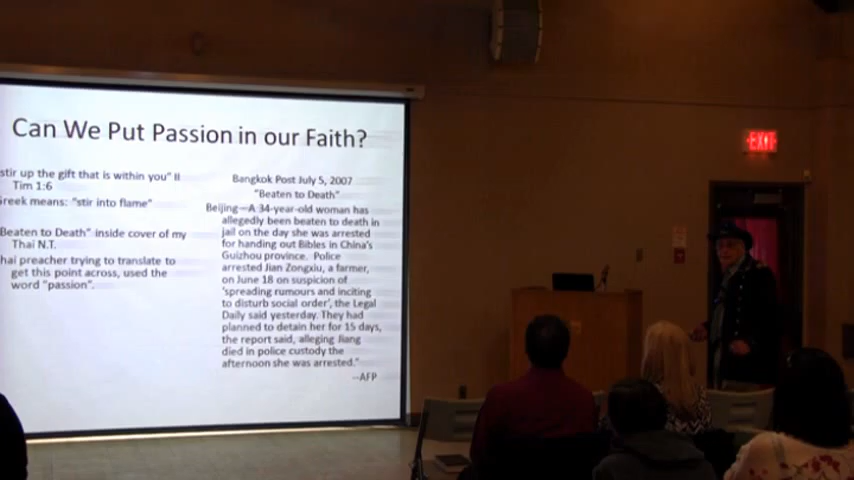 Can We Put Passion in our Faith?
stir up the gift that is within you" II
Tim 1:6
Greek means: "stir into flame"
Beaten to Death" inside cover of my
Thai N.T.
hai preacher trying to translate to
get this point across, used the
word "passion".
Bangkok Post July 5, 2007
"Beaten to Death"
Beijing—A 34-year-old woman has
allegedly been beaten to death in
jail on the day she was arrested
for handing out Bibles in China's
Guizhou province. Police
arrested Jian Zongxiu, a farmer,
on June 18 on suspicion of
'spreading rumours and inciting
to disturb social order', the Legal
Daily said yesterday. They had
planned to detain her for 15 days,
the report said, alleging Jiang
died in police custody the
afternoon she was arrested."
--AFP
EXIT